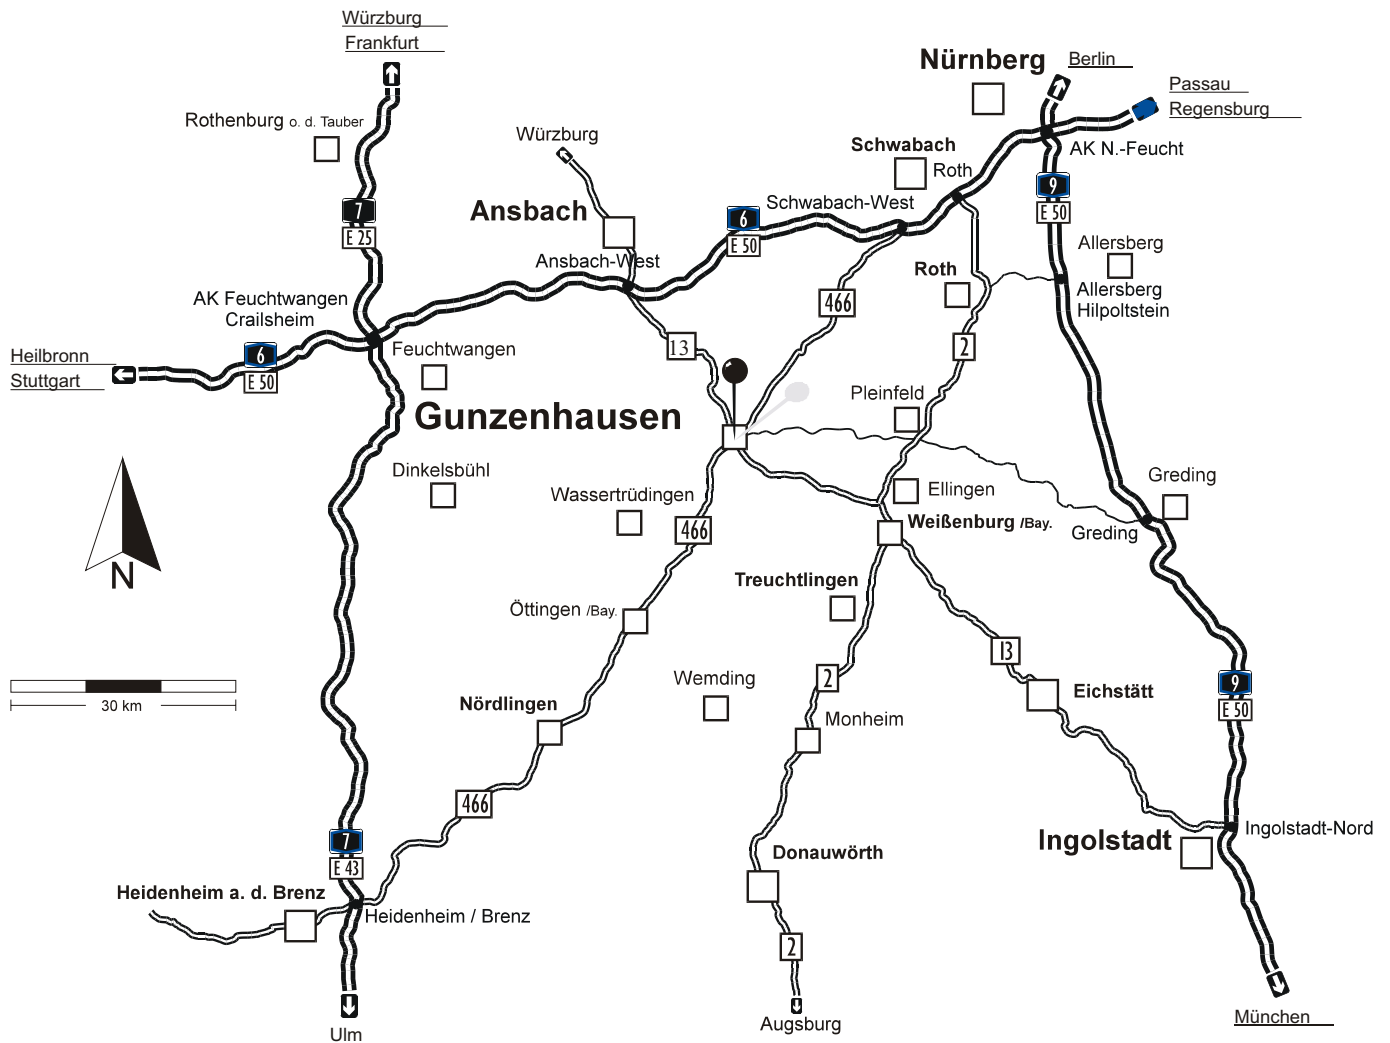 Würzburg
Frankfurt
Nürnberg
Berlin
Passau
Regensburg
Rothenburg o. d. Tauber
Würzburg
Schwabach
AK N.-Feucht
Roth
7
E 25
Ansbach
6
E 50
Schwabach-West
9
E 50
Allersberg
Ansbach-West
Roth
Allersberg
Hilpoltstein
AK Feuchtwangen
Crailsheim
466
Heilbronn
Stuttgart
6
E 50
Feuchtwangen
13
2
Gunzenhausen
Pleinfeld
Dinkelsbühl
Wassertrüdingen
Ellingen
Greding
466
Weißenburg /Bay.
Greding
N
Treuchtlingen
Öttingen /Bay.
13
30 km
Nördlingen
Wemding
2
Eichstätt
9
E 50
Monheim
466
7
E 43
Ingolstadt
Ingolstadt-Nord
Donauwörth
Heidenheim a. d. Brenz
Heidenheim / Brenz
2
Ulm
Augsburg
München